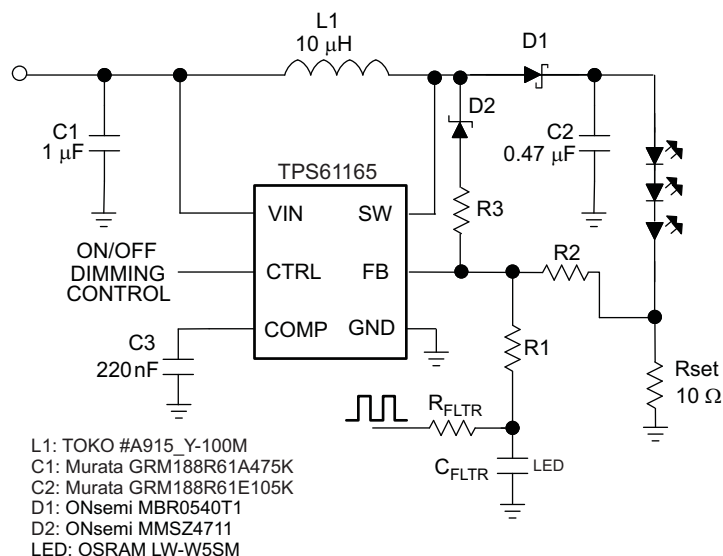 L1
10 μH
D1
D2
C1
1 μF
C2
0.47 μF
TPS61165
VIN
SW
R3
ON/OFF
DIMMING
CONTROL
CTRL
FB
R2
COMP
GND
C3
220nF
R1
Rset
10 Ω
RFLTR
CFLTR
LED
L1: TOKO #A915_Y-100M
C1: Murata GRM188R61A475K
C2: Murata GRM188R61E105K
D1: ONsemi MBR0540T1
D2: ONsemi MMSZ4711
LED: OSRAM LW-W5SM